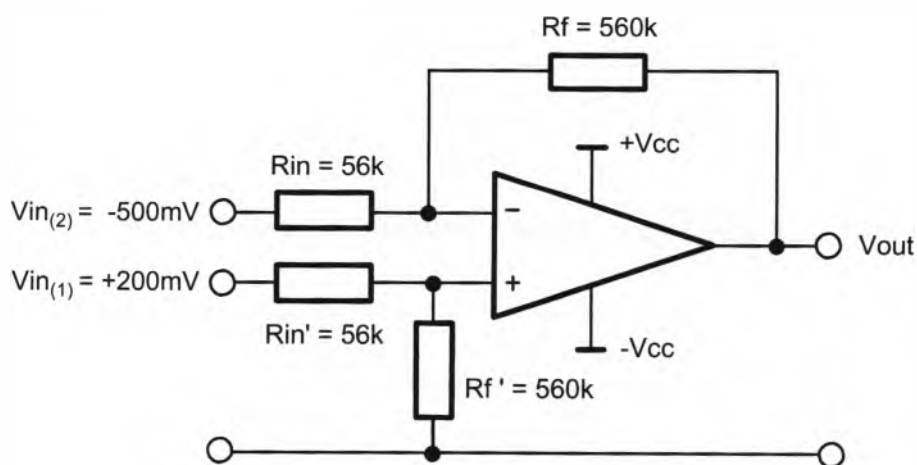 Rf = 560k
+Vcc
Rin = 56k
Vin(2) = -500mV
−
Vout
Vin(1) = +200mV
+
Rin' = 56k
-Vcc
Rf ' = 560k